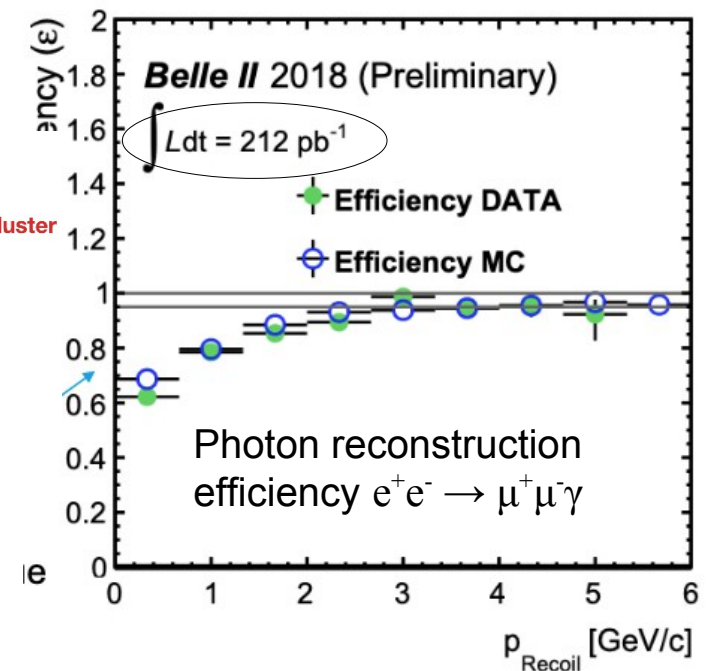 ency (ε)
2
1.8
1.6
1.4
1.2
1
0.8
0.6
0.4
0.2
0
Belle II 2018 (Preliminary)
∫ Ldt = 212 pb⁻¹
Efficiency DATA
Efficiency MC
luster
Photon reconstruction
efficiency e⁺e⁻ → μ⁺μ⁻γ
0 1 2 3 4 5 6
p_Recoil [GeV/c]